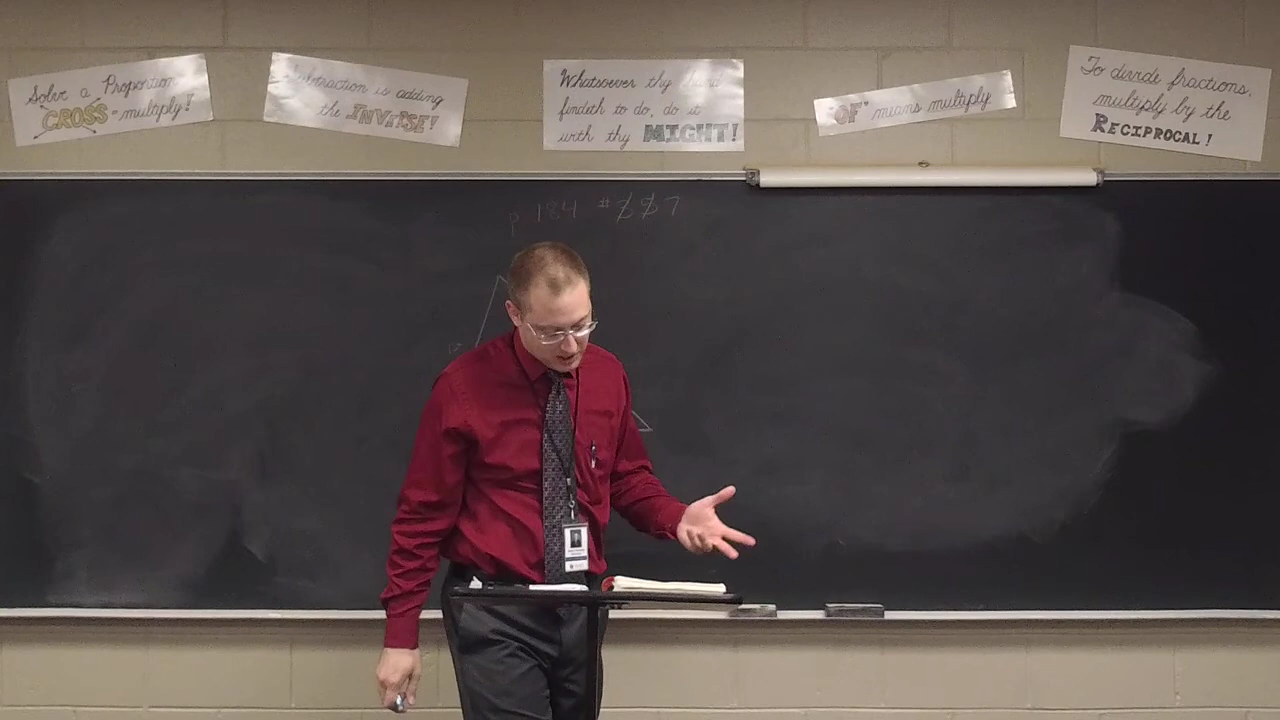 Solve a Proportion
CROSS-multiply!
Subtraction is adding
the INVERSE!
Whatsoever thy hand
findeth to do, do it
with thy MIGHT!
"OF" means multiply
To divide fractions,
multiply by the
RECIPROCAL!
p 184 # 7